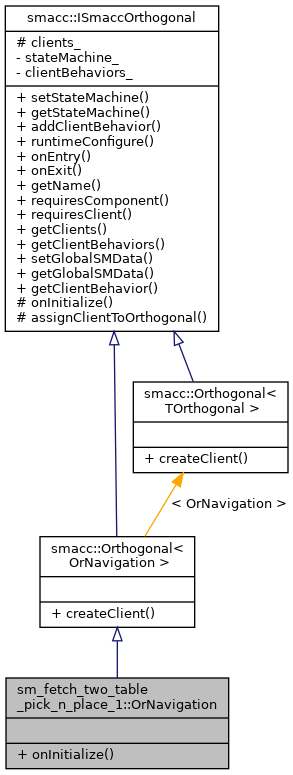 smacc::ISmaccOrthogonal
# clients_
- stateMachine_
- clientBehaviors_
+ setStateMachine()
+ getStateMachine()
+ addClientBehavior()
+ runtimeConfigure()
+ onEntry()
+ onExit()
+ getName()
+ requiresComponent()
+ requiresClient()
+ getClients()
+ getClientBehaviors()
+ setGlobalSMData()
+ getGlobalSMData()
+ getClientBehavior()
# onInitialize()
# assignClientToOrthogonal()
smacc::Orthogonal<
TOrthogonal >
+ createClient()
< OrNavigation >
smacc::Orthogonal<
OrNavigation >
+ createClient()
sm_fetch_two_table
_pick_n_place_1::OrNavigation
+ onInitialize()